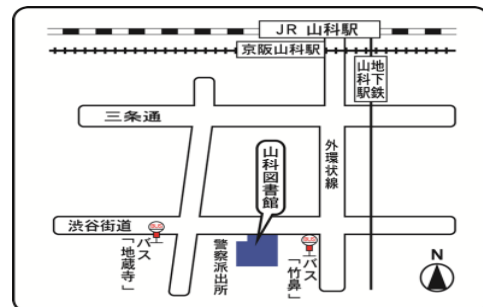 JR 山科駅
京阪山科駅
地下鉄
山科駅
三条通
山科図書館
外環状線
渋谷街道
バス
「地蔵寺」
警察派出所
バス
「竹鼻」
N